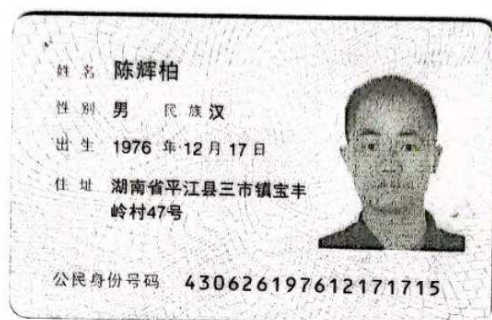 姓 名 陈辉柏
性 别 男 民 族 汉
出 生 1976 年 12 月 17 日
住 址 湖南省平江县三市镇宝丰
岭村47号
公民身份号码 430626197612171715